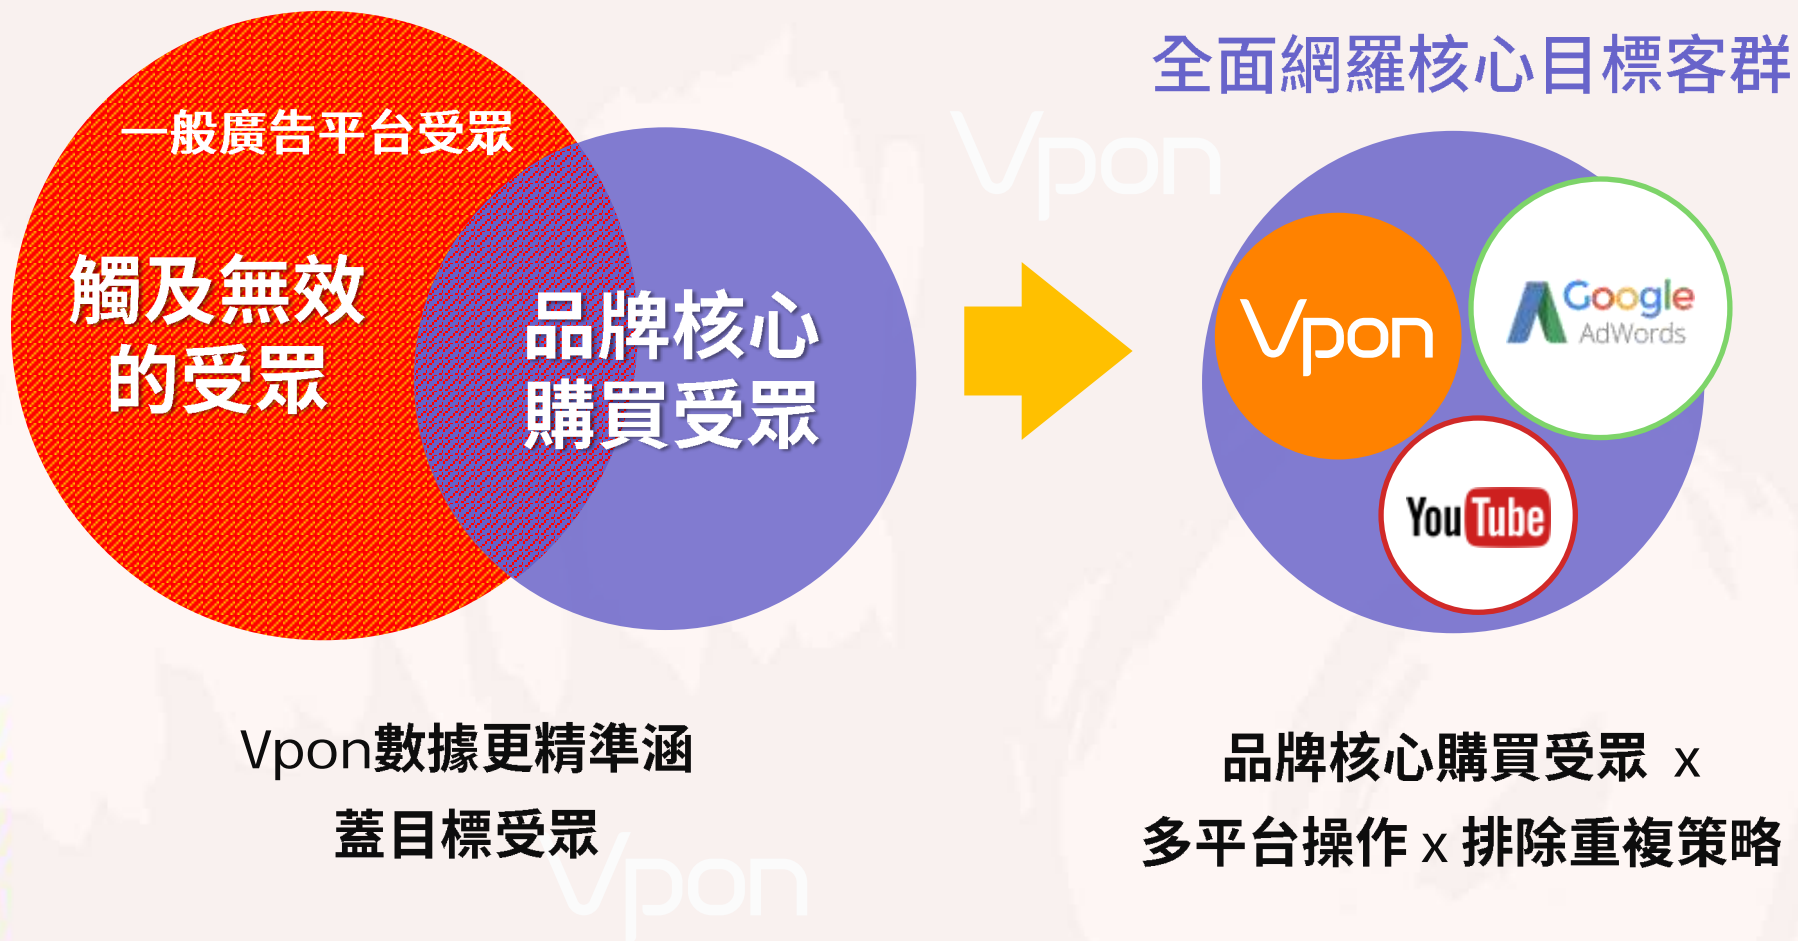 一般廣告平台受眾
觸及無效
的受眾
品牌核心
購買受眾
Vpon數據更精準涵
蓋目標受眾
Vpon
全面網羅核心目標客群
Vpon
Google
AdWords
YouTube
品牌核心購買受眾 x
多平台操作 x 排除重複策略
Vpon